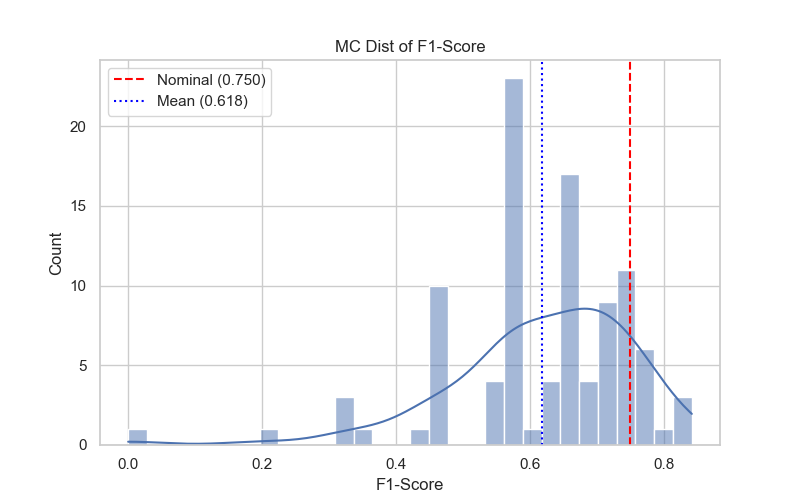 MC Dist of F1-Score
Nominal (0.750)
Mean (0.618)
Count
20
15
10
5
0
0.0 0.2 0.4 0.6 0.8
F1-Score